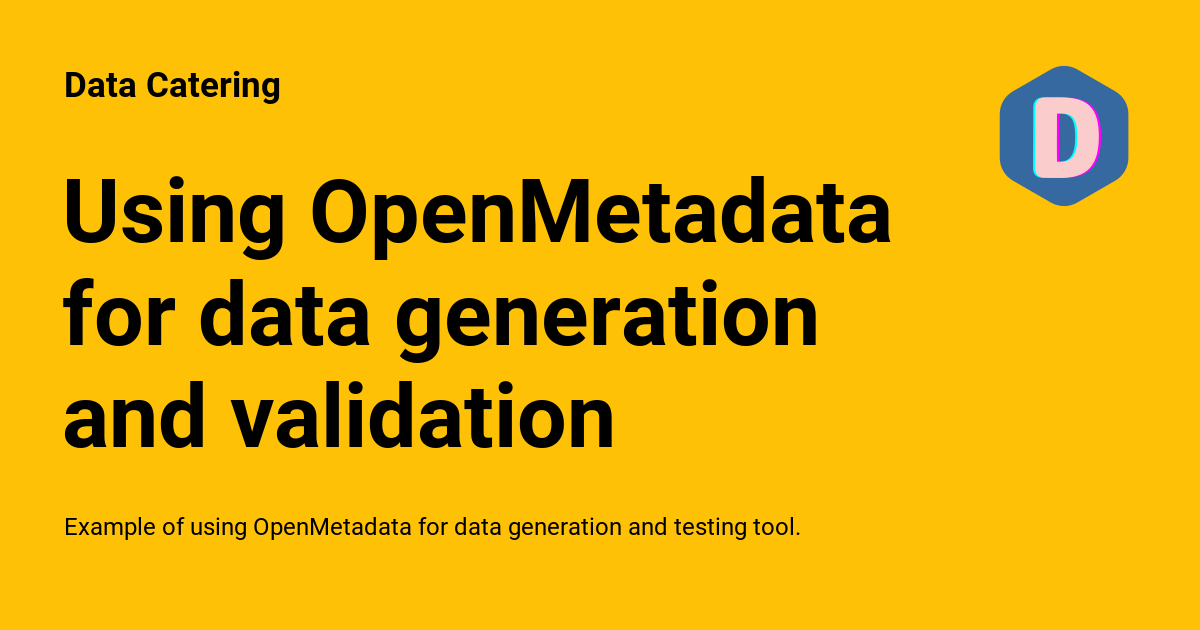 Data Catering
D
Using OpenMetadata
for data generation
and validation
Example of using OpenMetadata for data generation and testing tool.